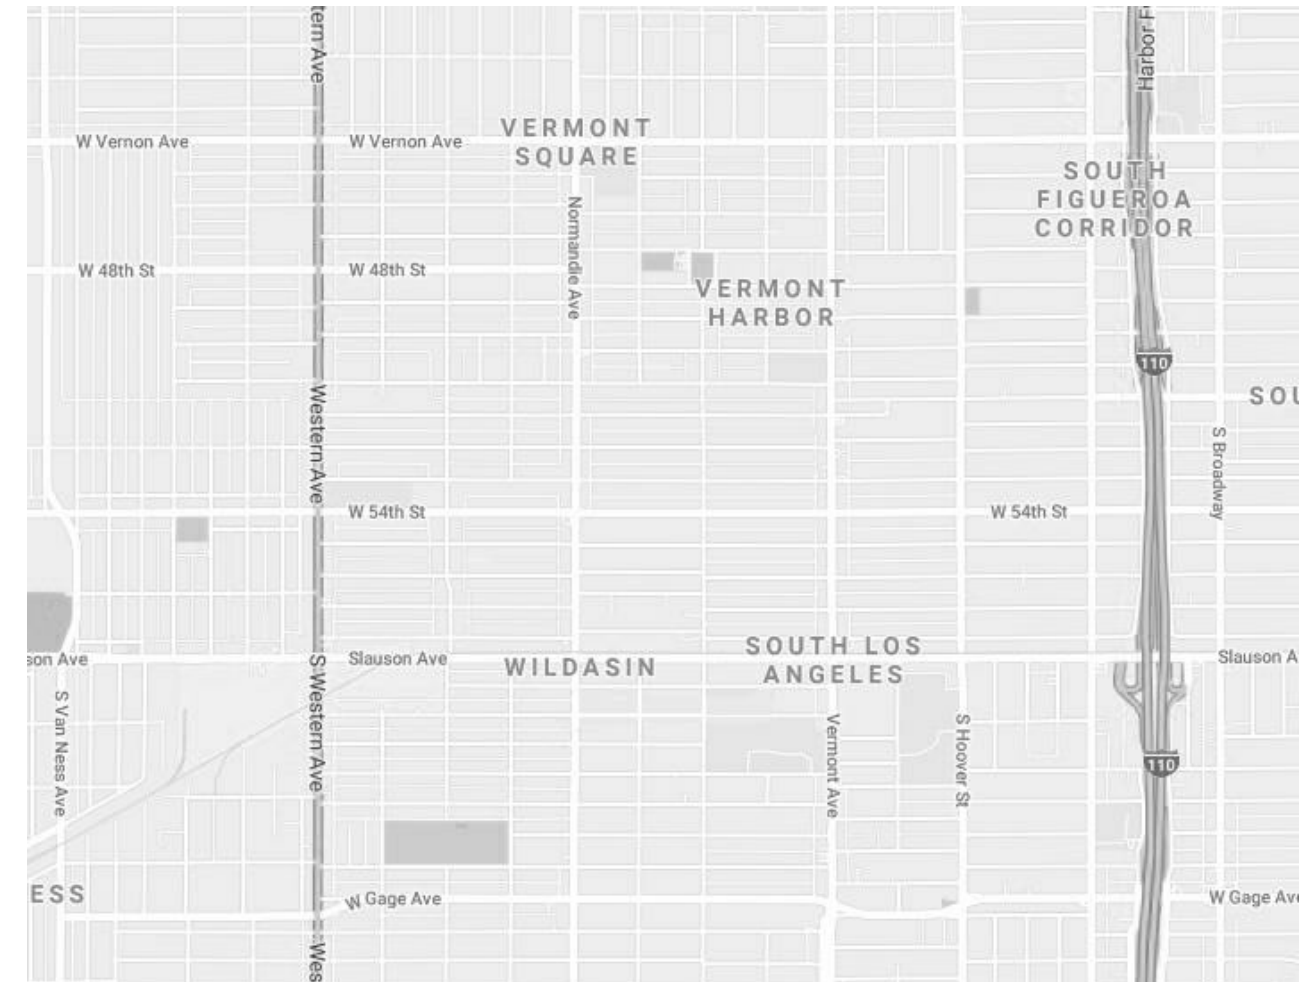 tern Ave
Harbor F
W Vernon Ave
W Vernon Ave
VERMONT
SQUARE
SOUTH
FIGUEROA
CORRIDOR
Normandie Ave
W 48th St
W 48th St
VERMONT
HARBOR
110
SOU
Western Ave
S Broadway
W 54th St
W 54th St
son Ave
Slauson Ave
WILDASIN
SOUTH LOS
ANGELES
Slauson A
S Western Ave
S Van Ness Ave
Vermont Ave
S Hoover St
110
ESS
W Gage Ave
W Gage Ave
Wes